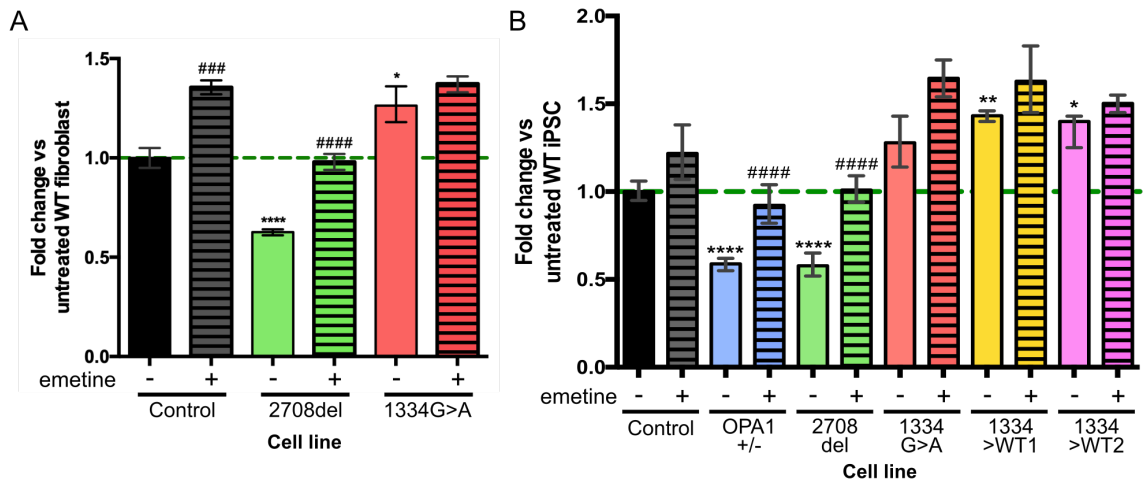 A
Fold change vs
untreated WT fibroblast
1.5
1.0
0.5
0.0
###
****
####
*
emetine - + - + - +
Control 2708del 1334G>A
Cell line
B
Fold change vs
untreated WT iPSC
2.0
1.5
1.0
0.5
0.0
****
####
****
####
**
*
emetine - + - + - + - + - + - +
Control OPA1 2708 1334 1334 1334
+/- del G>A >WT1 >WT2
Cell line